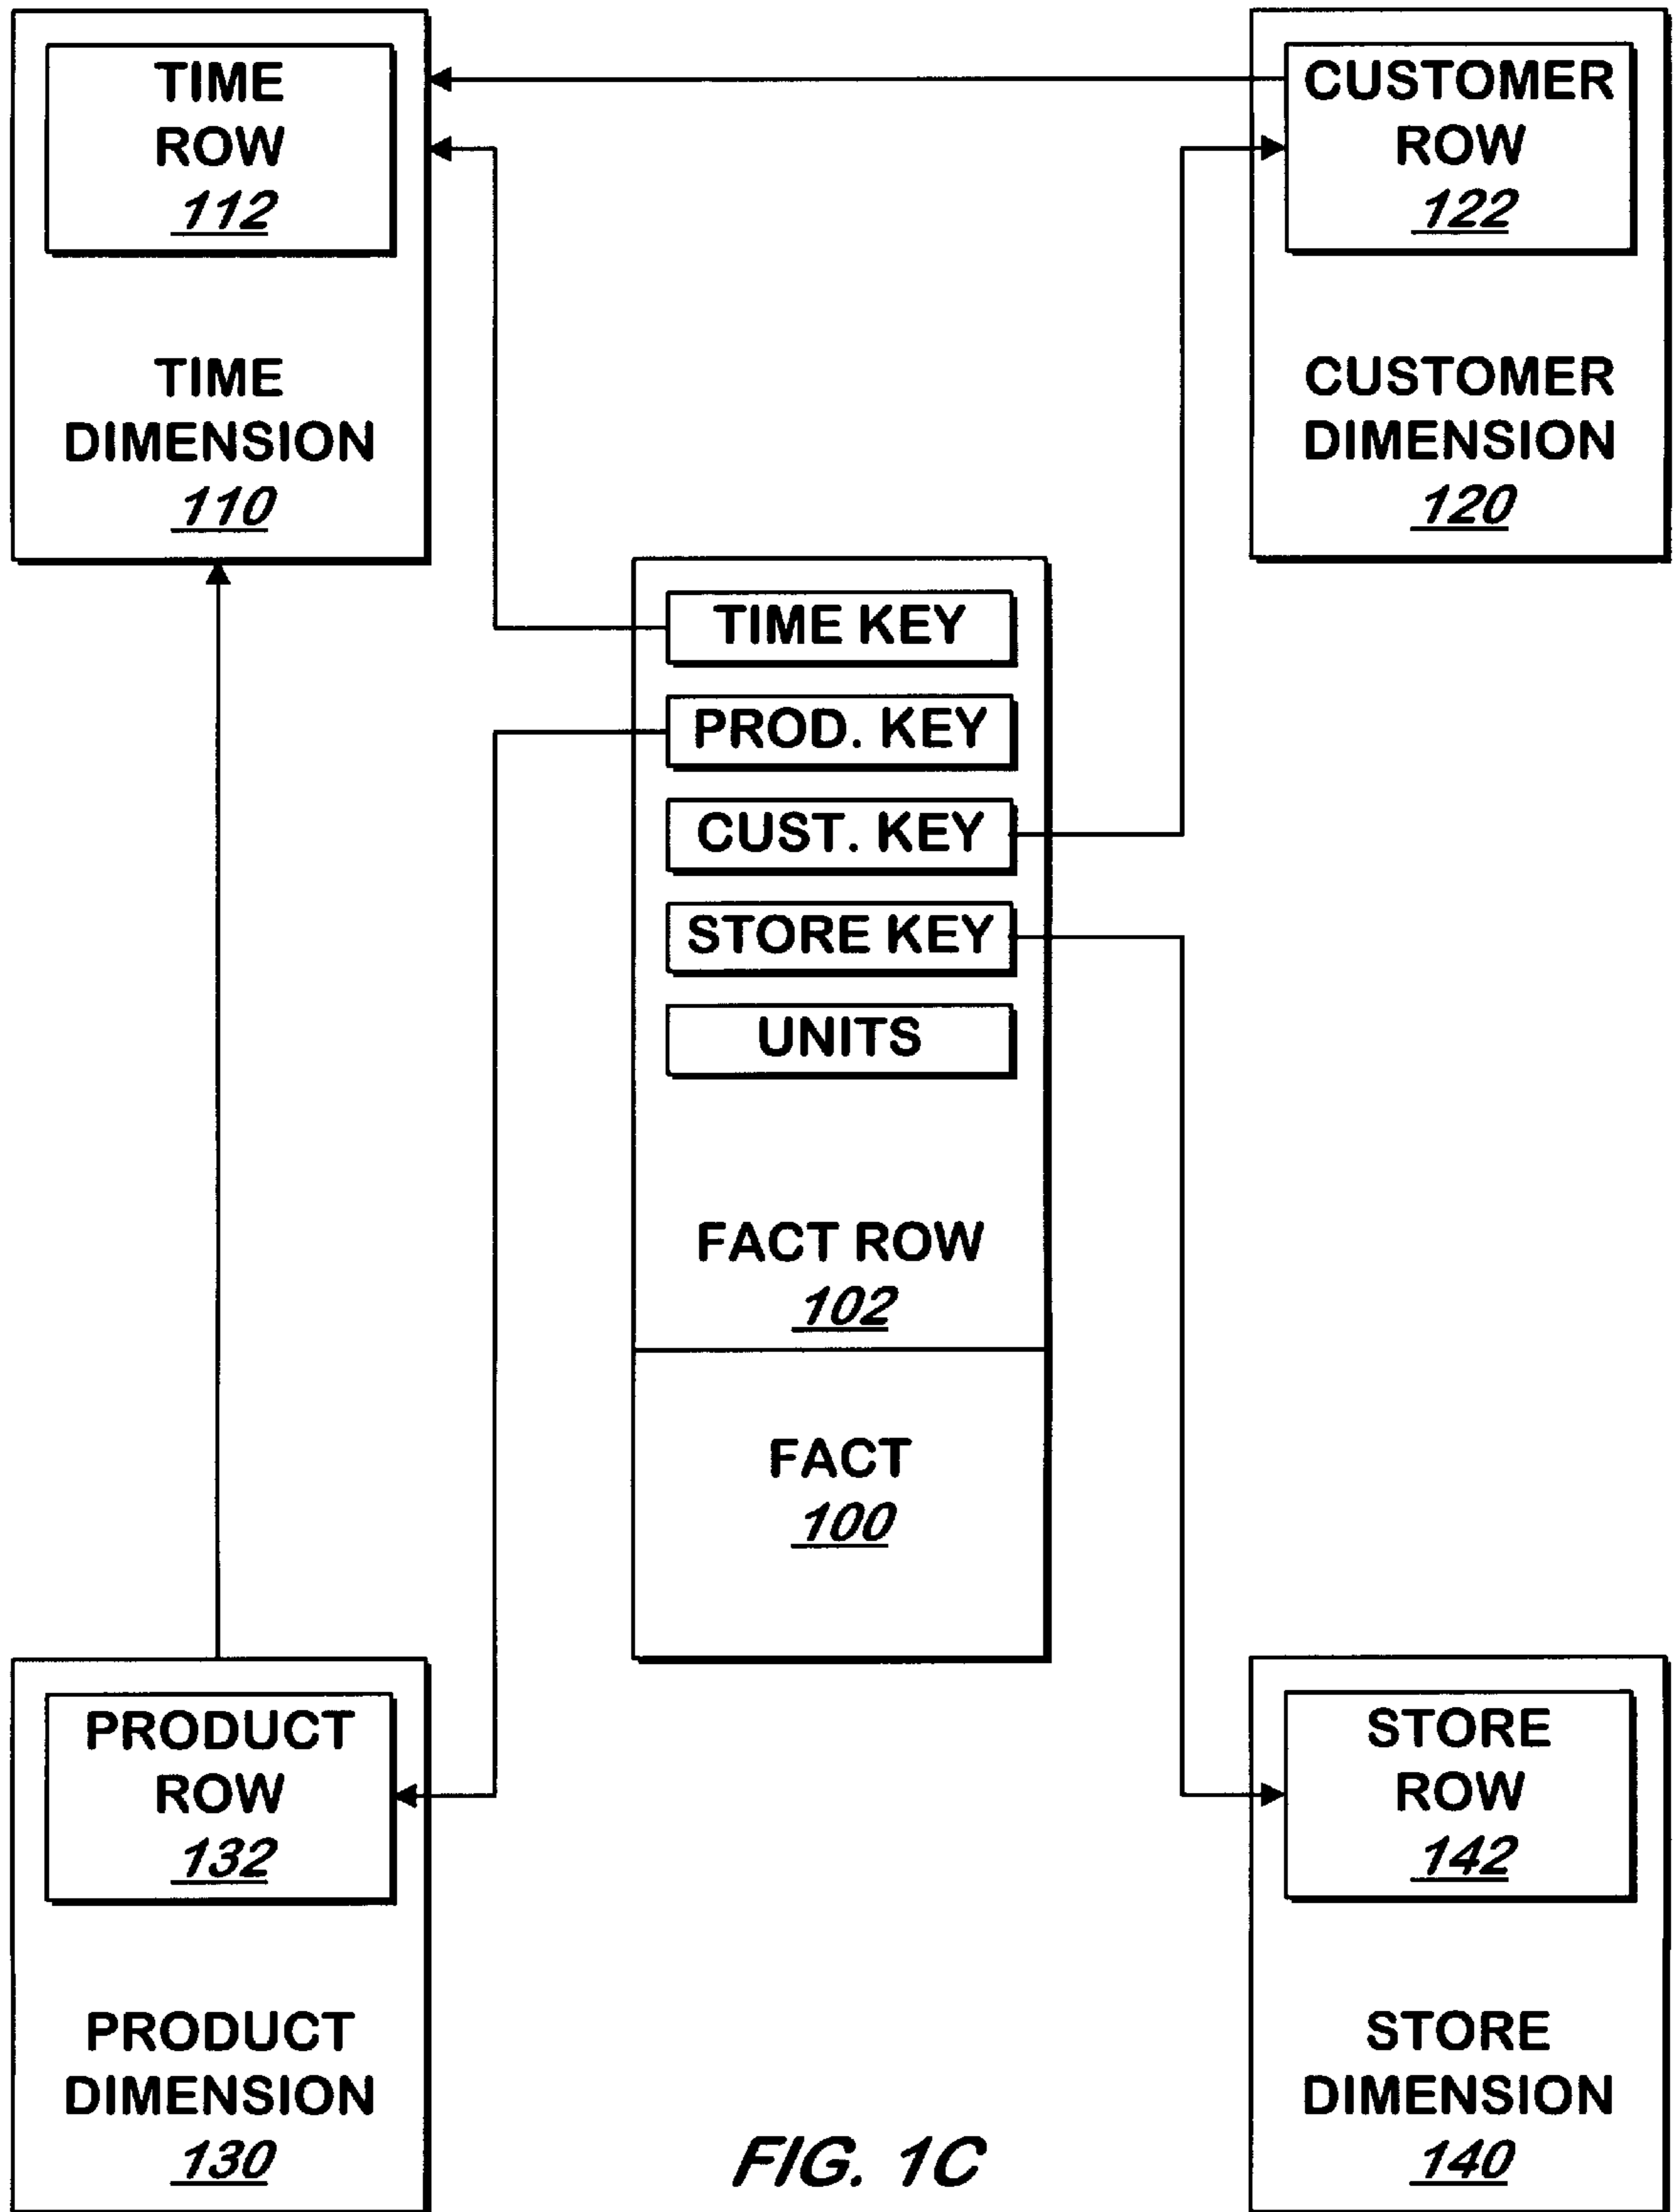 TIME
ROW
112
TIME
DIMENSION
110
CUSTOMER
ROW
122
CUSTOMER
DIMENSION
120
TIME KEY
PROD. KEY
CUST. KEY
STORE KEY
UNITS
FACT ROW
102
FACT
100
PRODUCT
ROW
132
PRODUCT
DIMENSION
130
STORE
ROW
142
STORE
DIMENSION
140
FIG. 1C